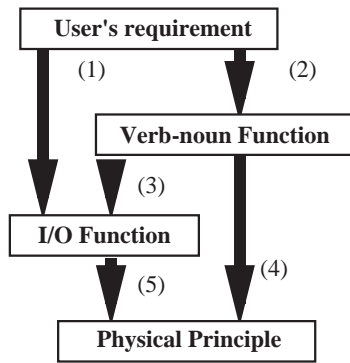 User's requirement
(1) (2)
Verb-noun Function
(3)
I/O Function
(4)
(5)
Physical Principle